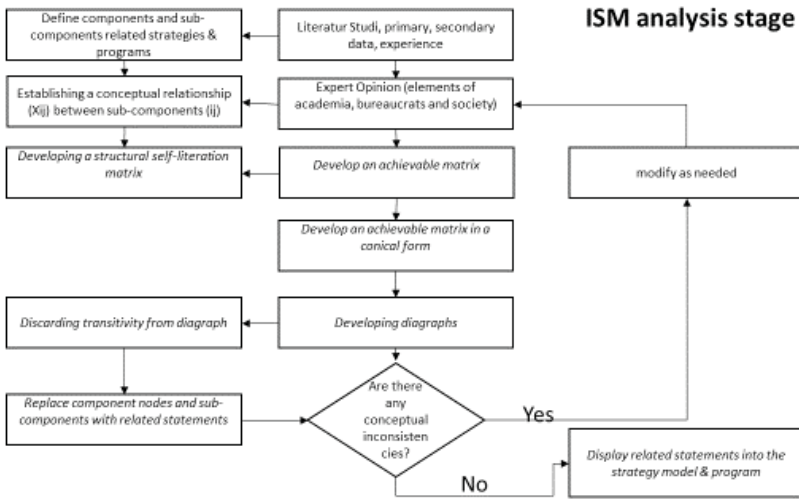 ISM analysis stage
Define components and sub-
components related strategies &
programs
Literatur Studi, primary, secondary
data, experience
Establishing a conceptual relationship
(Xij) between sub-components (ij)
Expert Opinion (elements of
academia, bureaucrats and society)
Developing a structural self-literation
matrix
Develop an achievable matrix
modify as needed
Develop an achievable matrix in a
conical form
Discarding transitivity from diagraph
Developing diagraphs
Replace component nodes and sub-
components with related statements
Are there
any
conceptual
inconsisten
cies?
Yes
No
Display related statements into the
strategy model & program